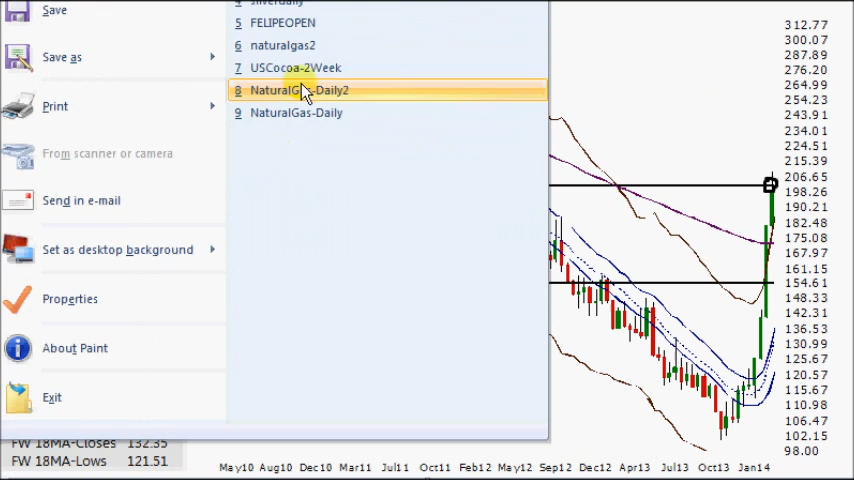 4 silverdaily
Save
5 FELIPEOPEN
6 naturalgas2
Save as
7 USCocoa-2Week
8 NaturalGas-Daily2
Print
9 NaturalGas-Daily
From scanner or camera
Send in e-mail
Set as desktop background
Properties
About Paint
Exit
FW 18MA-Closes 132.35
FW 18MA-Lows 121.51
312.77
300.07
287.89
276.20
264.99
254.23
243.91
234.01
224.51
215.39
206.65
198.26
190.21
182.48
175.08
167.97
161.15
154.61
148.33
142.31
136.53
130.99
125.67
120.57
115.67
110.98
106.47
102.15
98.00
May10 Aug10 Dec10 Mar11 Jul11 Oct11 Feb12 May12 Sep12 Dec12 Apr13 Jul13 Oct13 Jan14